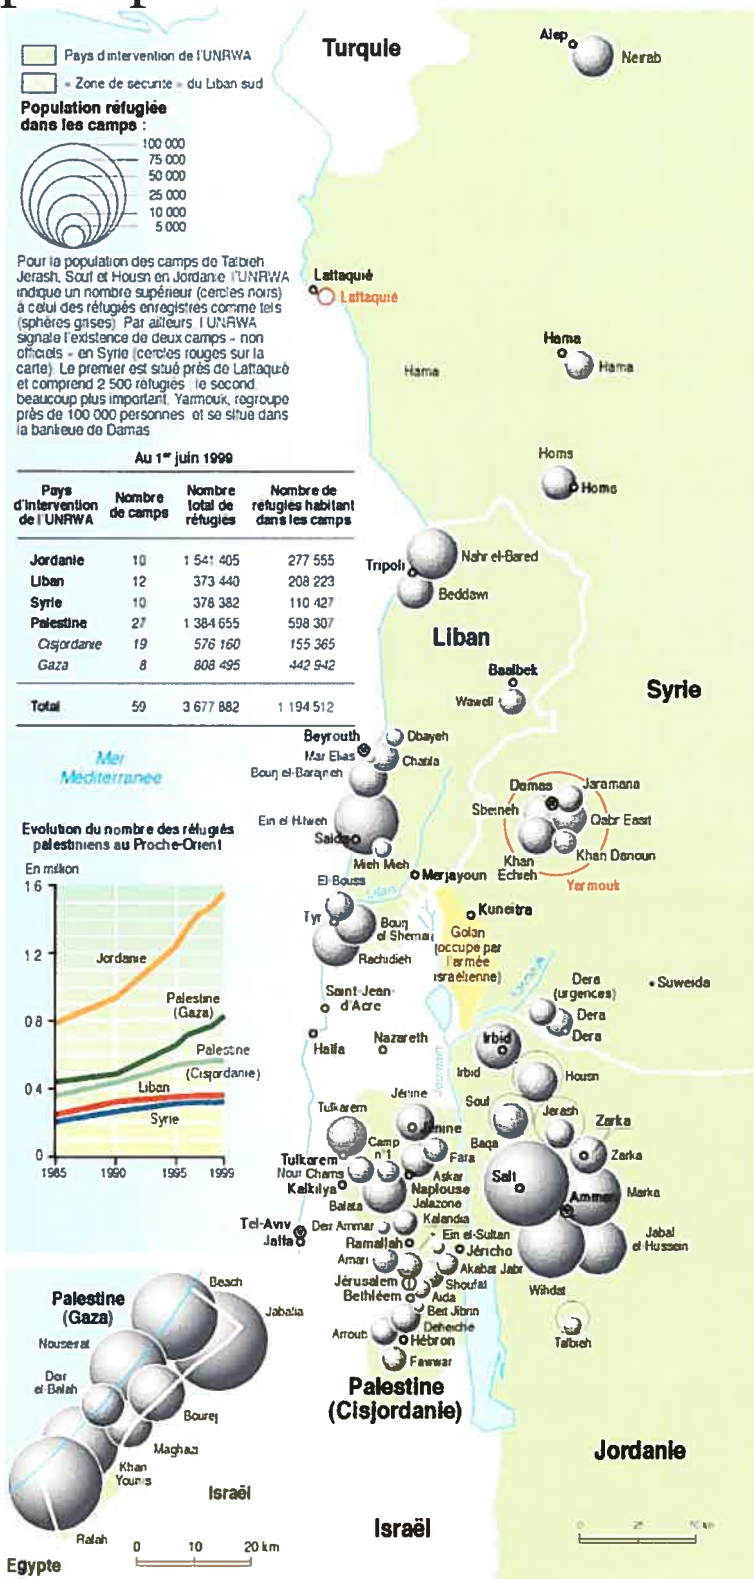 Pays d'intervention de l'UNRWA
« Zone de sécurité » du Liban sud
Population réfugiée
dans les camps :
100 000
75 000
50 000
25 000
10 000
5 000
Pour la population des camps de Talbieh
Jerash, Souf et Housn en Jordanie l'UNRWA
indique un nombre supérieur (cercles noirs)
à celui des réfugiés enregistrés comme tels
(sphères grises). Par ailleurs, l'UNRWA
signale l'existence de deux camps « non
officiels » en Syrie (cercles rouges sur la
carte). Le premier est situé près de Lattaquié
et comprend 2 500 réfugiés ; le second,
beaucoup plus important, Yarmouk, regroupe
près de 100 000 personnes et se situe dans
la banlieue de Damas
Au 1er juin 1999
Pays d'intervention de l'UNRWA | Nombre de camps | Nombre total de réfugiés | Nombre de réfugiés habitant dans les camps
Jordanie 10 1 541 405 277 555
Liban 12 373 440 208 223
Syrie 10 378 382 110 427
Palestine 27 1 384 655 598 307
Cisjordanie 19 576 160 155 365
Gaza 8 808 495 442 942
Total 59 3 677 882 1 194 512
Mer
Méditerranée
Evolution du nombre des réfugiés
palestiniens au Proche-Orient
En million
1 6
1 2
0 8
0 4
0
1985 1990 1995 1999
Jordanie
Palestine
(Gaza)
Palestine
(Cisjordanie)
Liban
Syrie
Turquie
Alep
Neirab
Lattaquié
Lattaquié
Hama
Hama
Hama
Homs
Homs
Nahr el-Bared
Tripoli
Beddawi
Liban
Baalbek
Wavell
Syrie
Beyrouth
Dbayeh
Mar Elias
Chatila
Bourj el-Barajneh
Ein el-Hilweh
Saïda
Mieh Mieh
El-Bouss
Litani
Merjayoun
Tyr
Bourj
el Shemali
Rachidieh
Damas
Jaramana
Sbeineh
Qabr Essit
Khan
Echieh
Khan Danoun
Yarmouk
Kuneitra
Golan
(occupé par
l'armée
israélienne)
Suweida
Dera
(urgences)
Dera
Dera
Saint-Jean-
d'Acre
Haïfa
Nazareth
Jourdain
Irbid
Irbid
Housn
Souf
Jerash
Zarka
Zarka
Baqa
Salt
Amman
Marka
Jabal
el-Hussein
Wihdat
Talbieh
Jénine
Jénine
Tulkarem
Tulkarem
Camp
n°1
Nour Chams
Fara
Askar
Kalkilya
Naplouse
Balata
Jalazone
Tel-Aviv
Jaffa
Deir Ammar
Kalandia
Ramallah
Ein el-Sultan
Jéricho
Amari
Akabat Jabr
Jérusalem
Shoufat
Bethléem
Aida
Beit Jibrin
Deheiche
Arroub
Hébron
Fawwar
Palestine
(Cisjordanie)
Palestine
(Gaza)
Beach
Jabalia
Nouseirat
Deir
el-Balah
Bourej
Maghazi
Khan
Younis
Rafah
Israël
Egypte
0 10 20 km
Israël
Jordanie
0 25 50 km